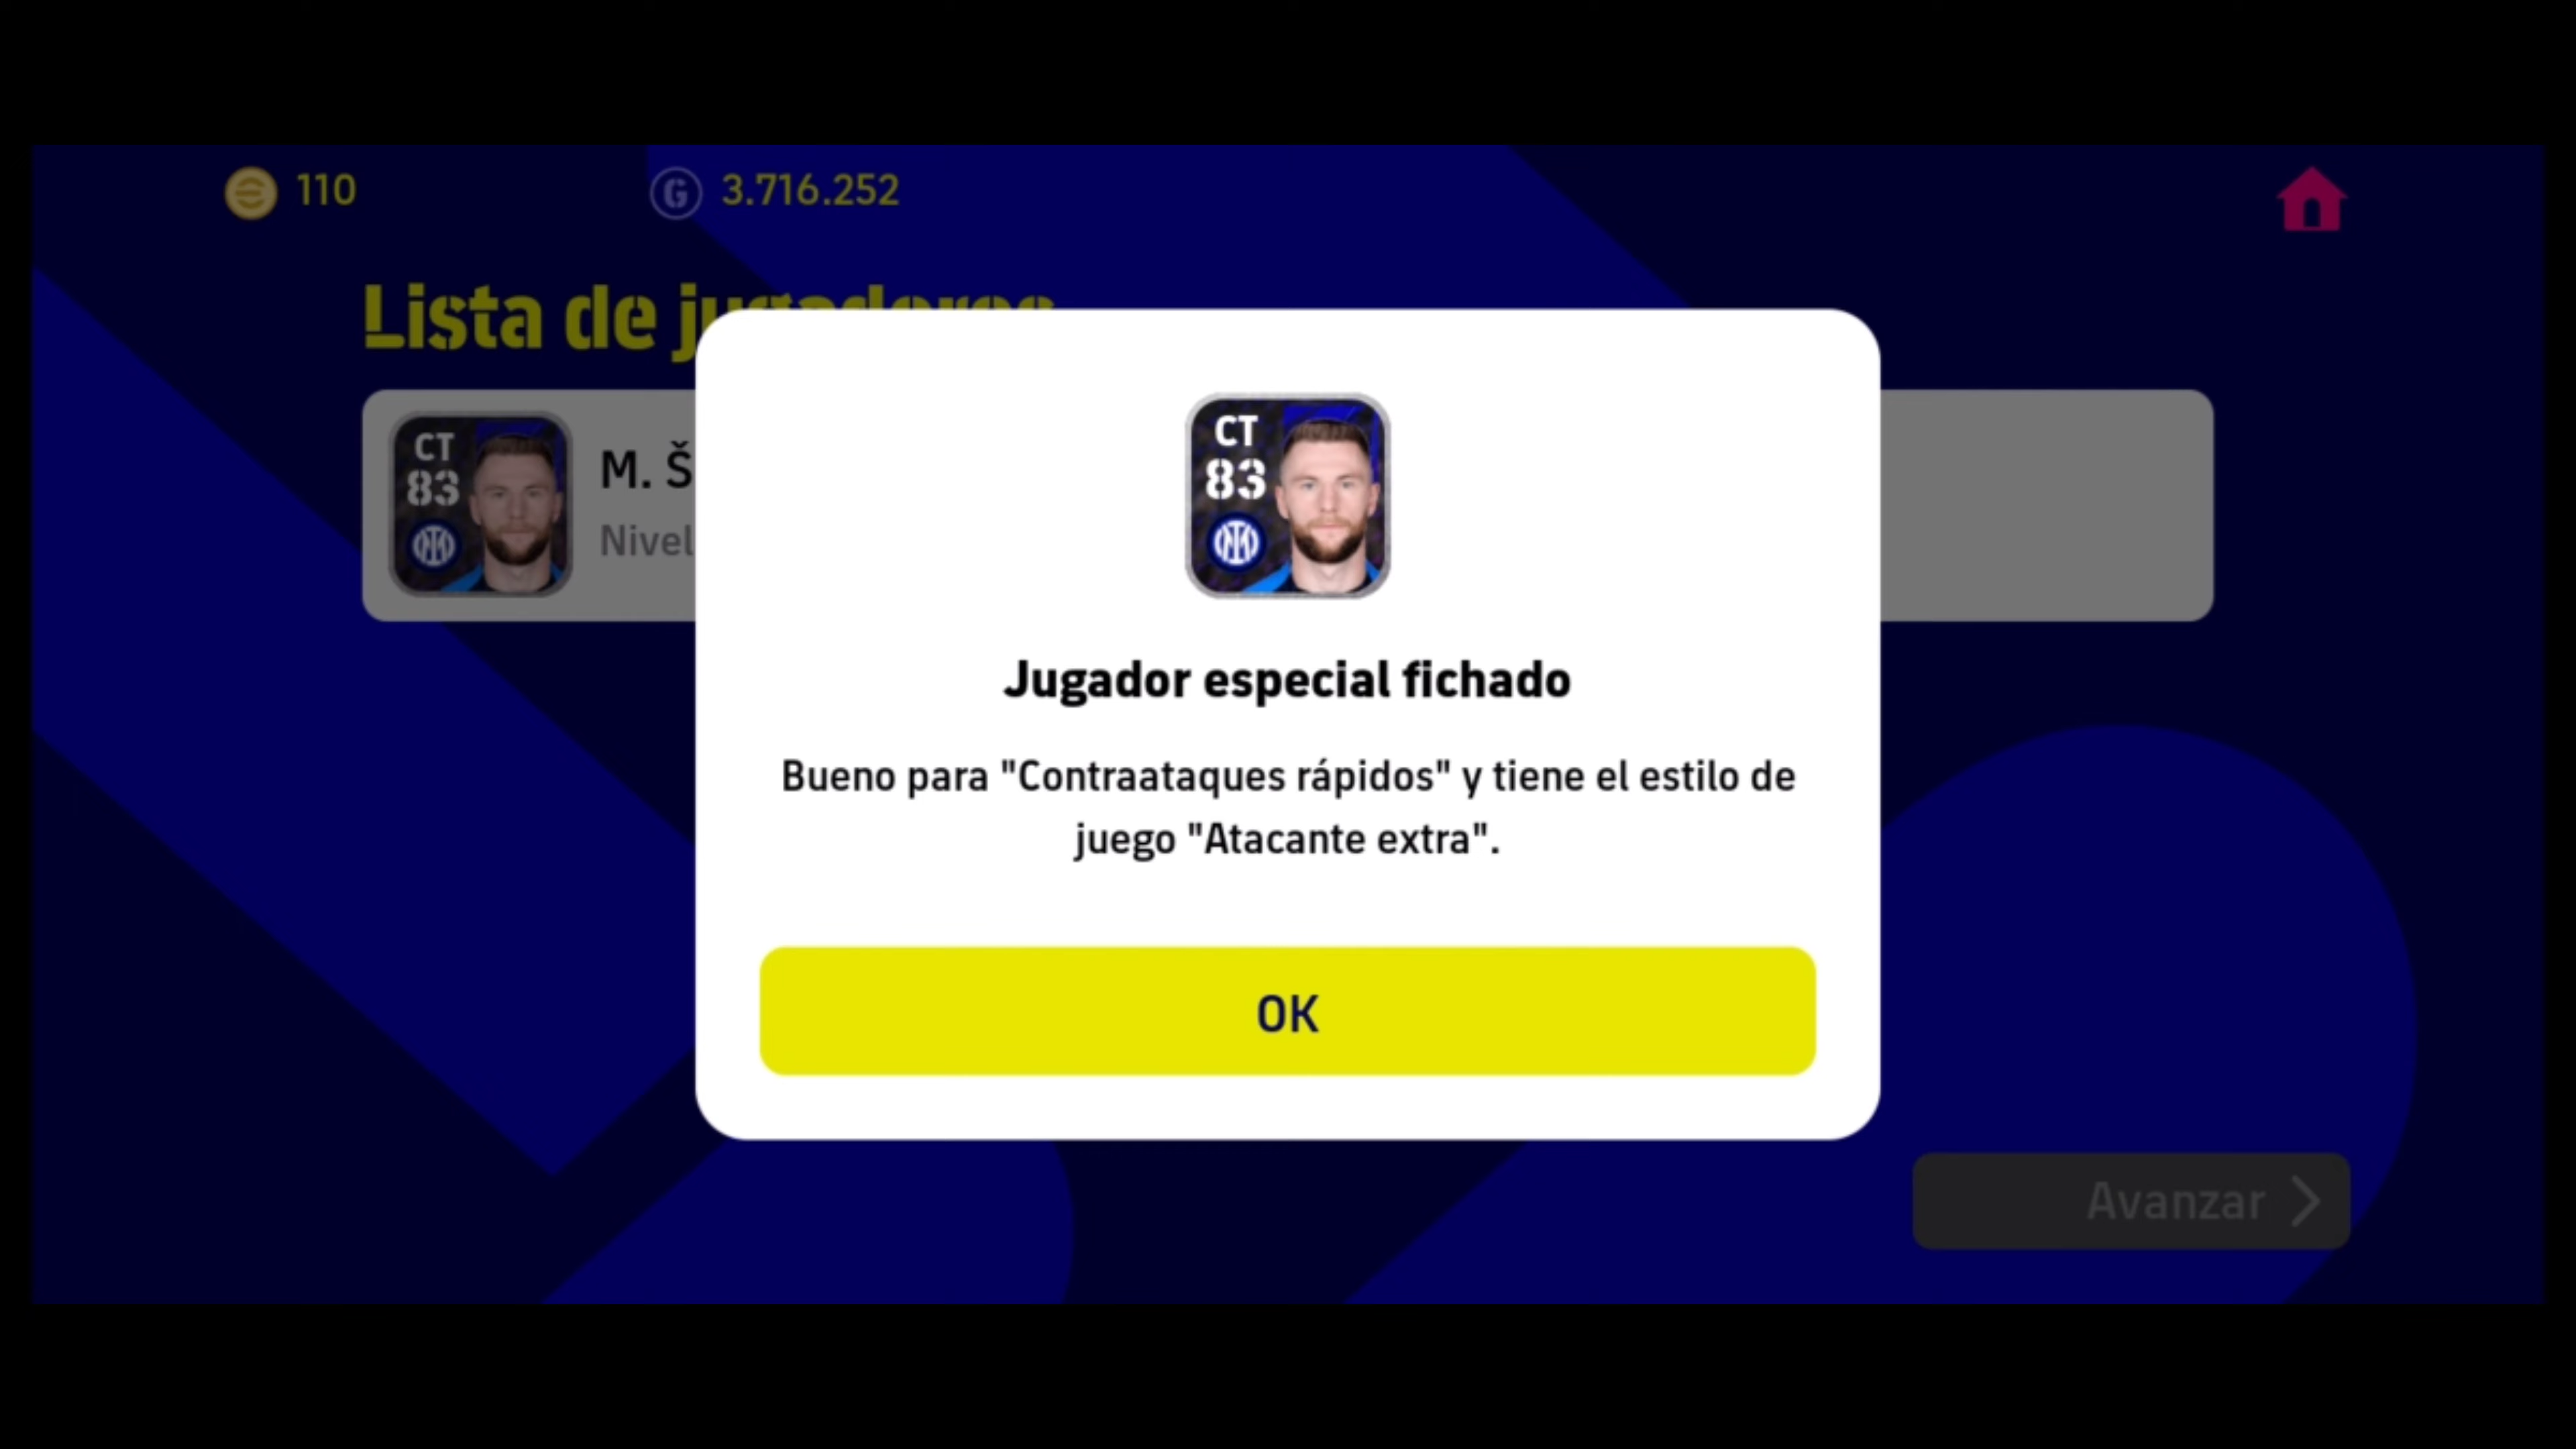 110
3.716.252
Lista de jugadores
CT
83
M. Š
Nivel
CT
83
Jugador especial fichado
Bueno para "Contraataques rápidos" y tiene el estilo de
juego "Atacante extra".
OK
Avanzar